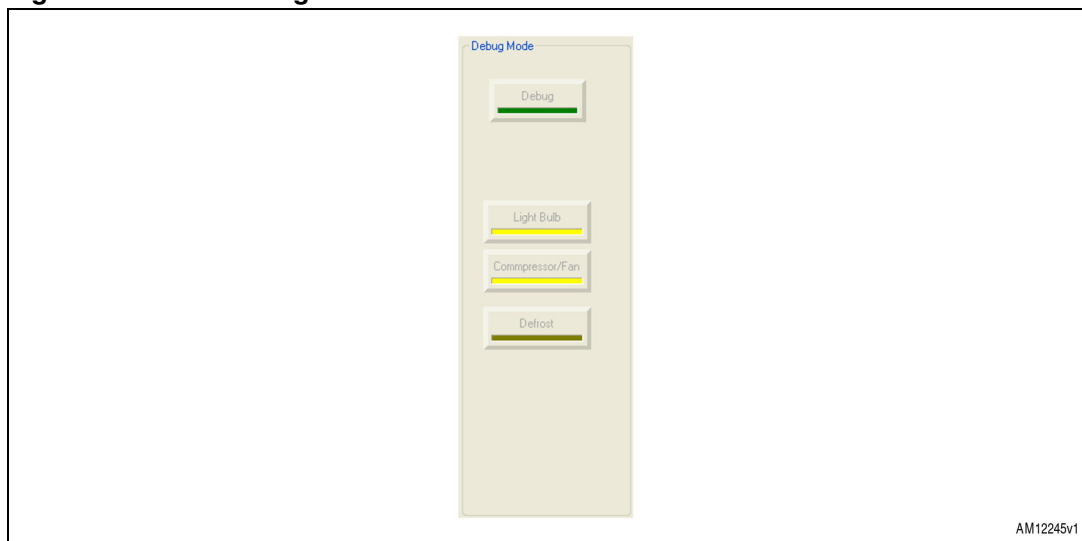 Debug Mode
Debug
Light Bulb
Commpressor/Fan
Defrost
AM12245v1